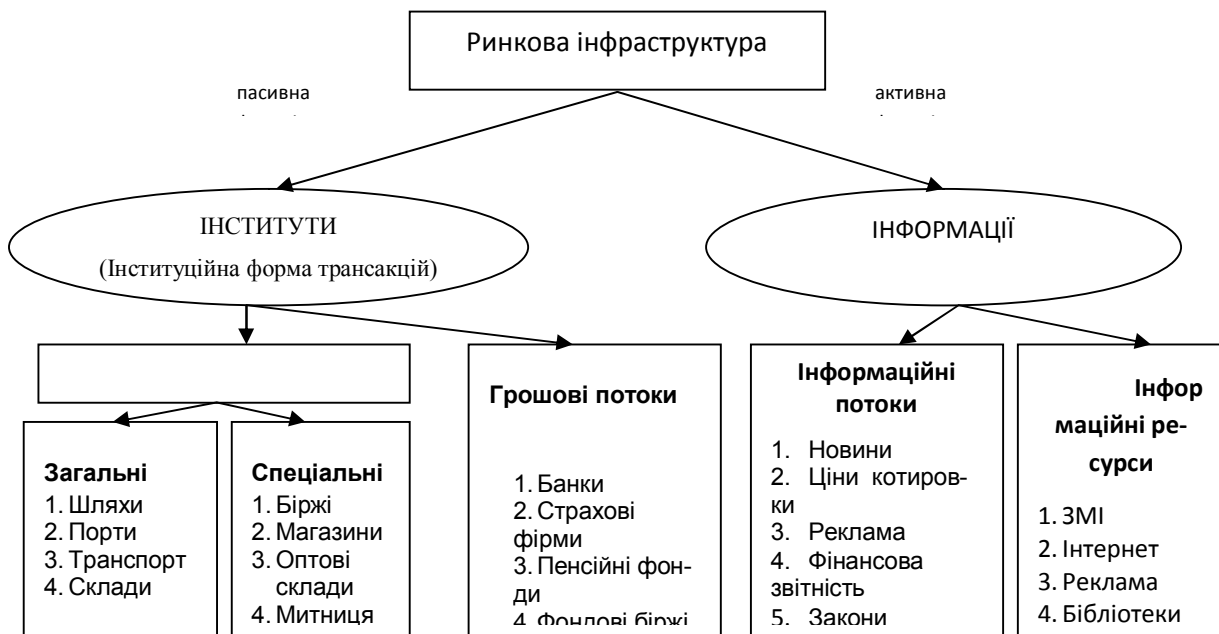 Ринкова інфраструктура
пасивна
активна
ІНСТИТУТИ
(Інституційна форма трансакцій)
ІНФОРМАЦІЇ
Загальні
1. Шляхи
2. Порти
3. Транспорт
4. Склади
Спеціальні
1. Біржі
2. Магазини
3. Оптові
склади
4. Митниця
Грошові потоки
1. Банки
2. Страхові
фірми
3. Пенсійні фон-
ди
4. Фондові біржі
Інформаційні
потоки
1. Новини
2. Ціни котиров-
ки
3. Реклама
4. Фінансова
звітність
5. Закони
Інфор
маційні ре-
сурси
1. ЗМІ
2. Інтернет
3. Реклама
4. Бібліотеки